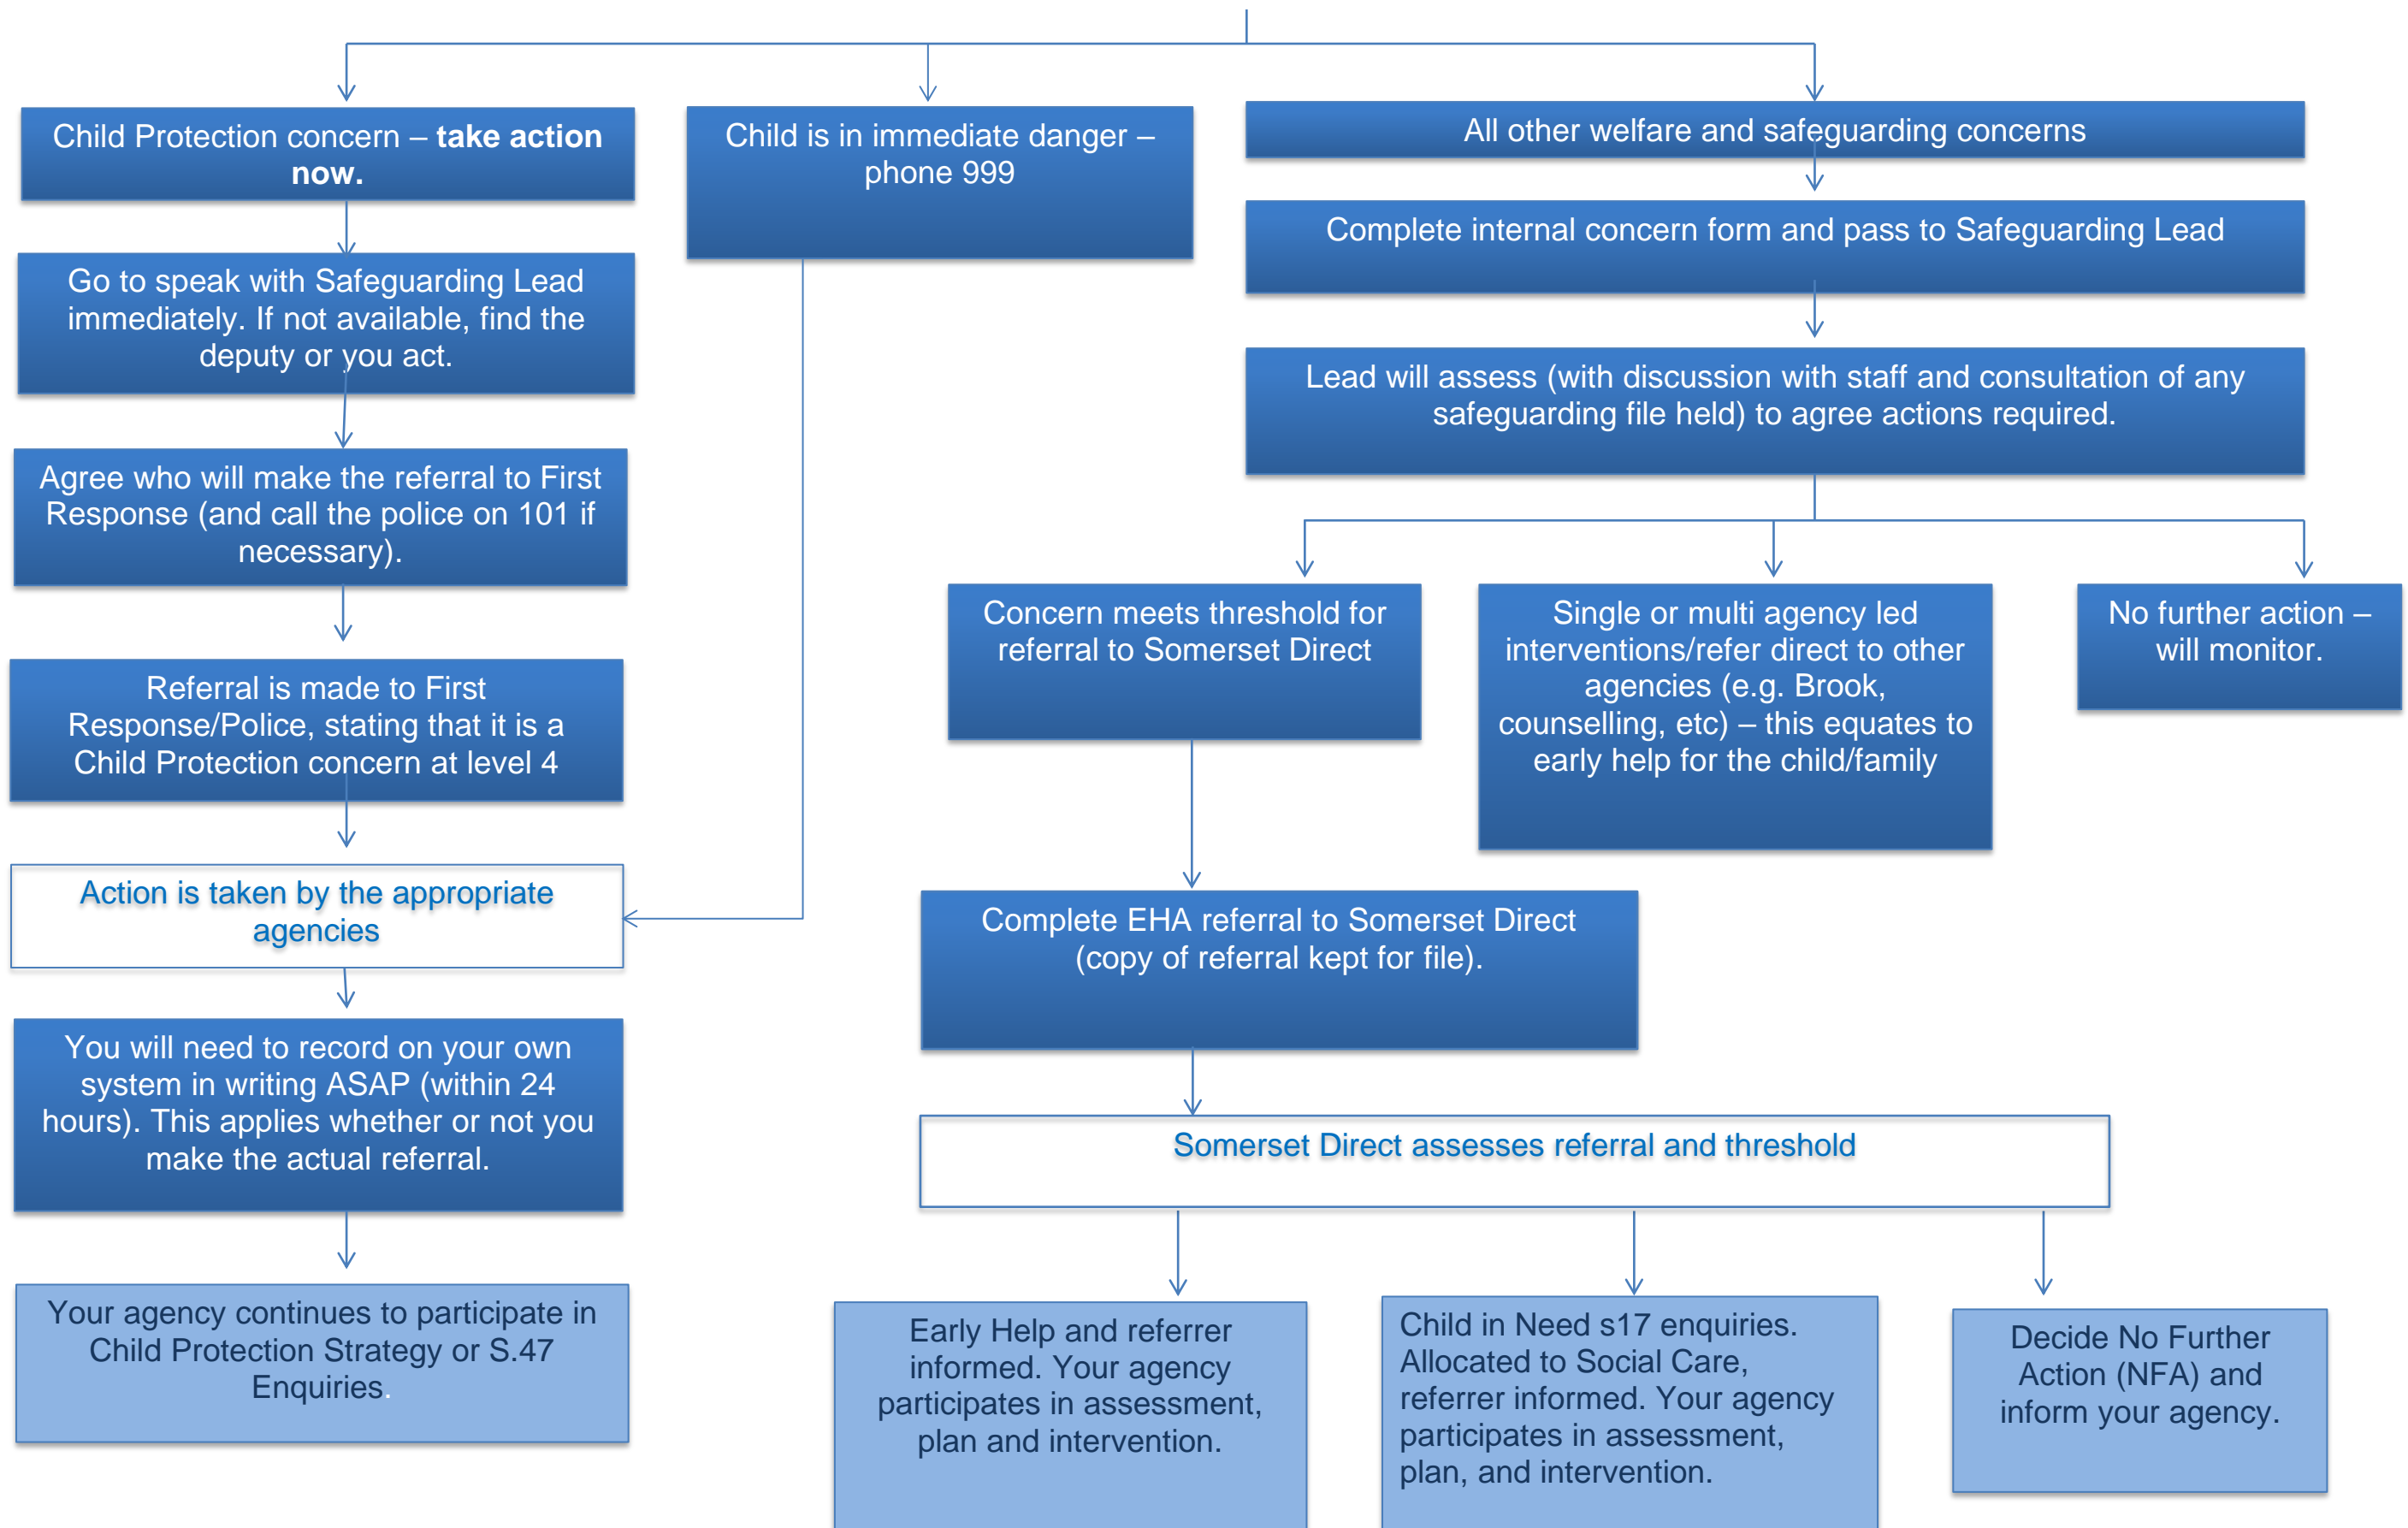 Child Protection concern – take action
now.
Child is in immediate danger –
phone 999
All other welfare and safeguarding concerns
Complete internal concern form and pass to Safeguarding Lead
Go to speak with Safeguarding Lead
immediately. If not available, find the
deputy or you act.
Lead will assess (with discussion with staff and consultation of any
safeguarding file held) to agree actions required.
Agree who will make the referral to First
Response (and call the police on 101 if
necessary).
Concern meets threshold for
referral to Somerset Direct
Single or multi agency led
interventions/refer direct to other
agencies (e.g. Brook,
counselling, etc) – this equates to
early help for the child/family
No further action –
will monitor.
Referral is made to First
Response/Police, stating that it is a
Child Protection concern at level 4
Action is taken by the appropriate
agencies
Complete EHA referral to Somerset Direct
(copy of referral kept for file).
You will need to record on your own
system in writing ASAP (within 24
hours). This applies whether or not you
make the actual referral.
Somerset Direct assesses referral and threshold
Your agency continues to participate in
Child Protection Strategy or S.47
Enquiries.
Early Help and referrer
informed. Your agency
participates in assessment,
plan and intervention.
Child in Need s17 enquiries.
Allocated to Social Care,
referrer informed. Your agency
participates in assessment,
plan, and intervention.
Decide No Further
Action (NFA) and
inform your agency.